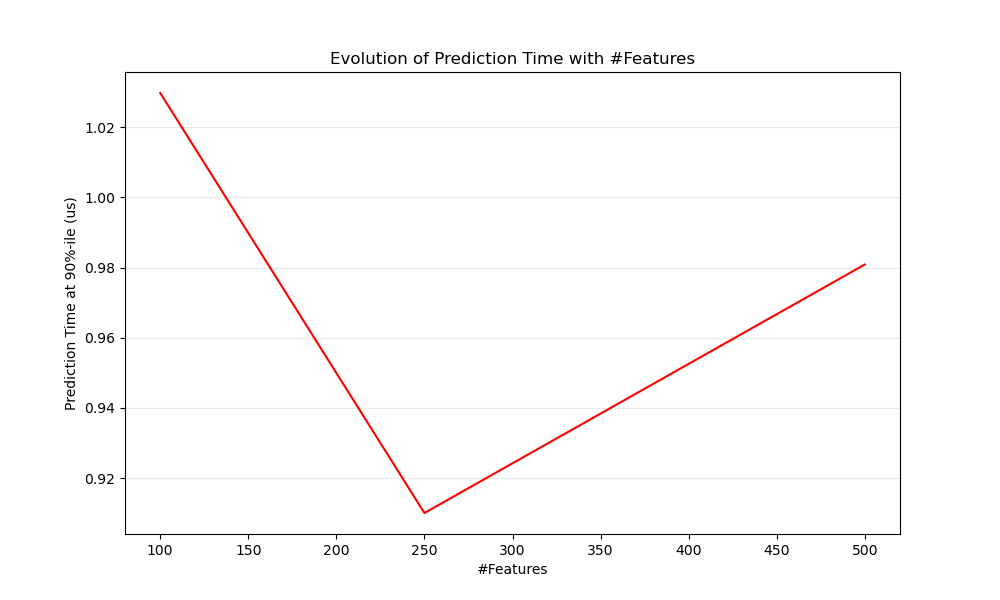 Evolution of Prediction Time with #Features
Prediction Time at 90%-ile (us)
1.02
1.00
0.98
0.96
0.94
0.92
100 150 200 250 300 350 400 450 500
#Features